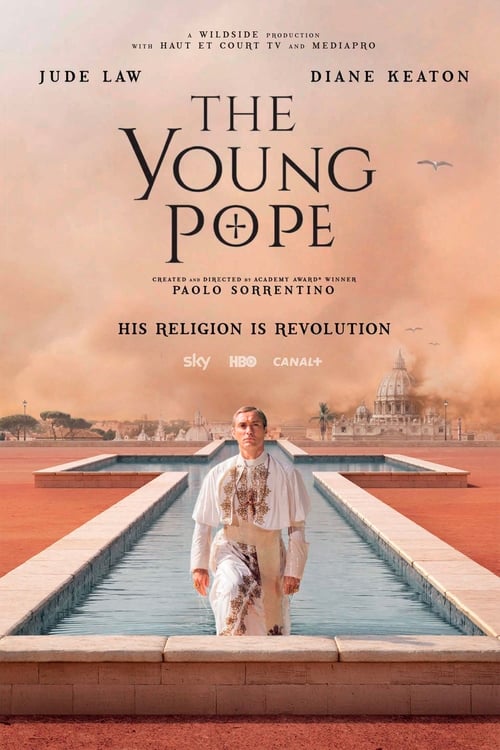 A WILDSIDE PRODUCTION
WITH HAUT ET COURT TV AND MEDIAPRO
JUDE LAW DIANE KEATON
THE
YOUNG
POPE
CREATED AND DIRECTED BY ACADEMY AWARD® WINNER
PAOLO SORRENTINO
HIS RELIGION IS REVOLUTION
sky HBO CANAL+